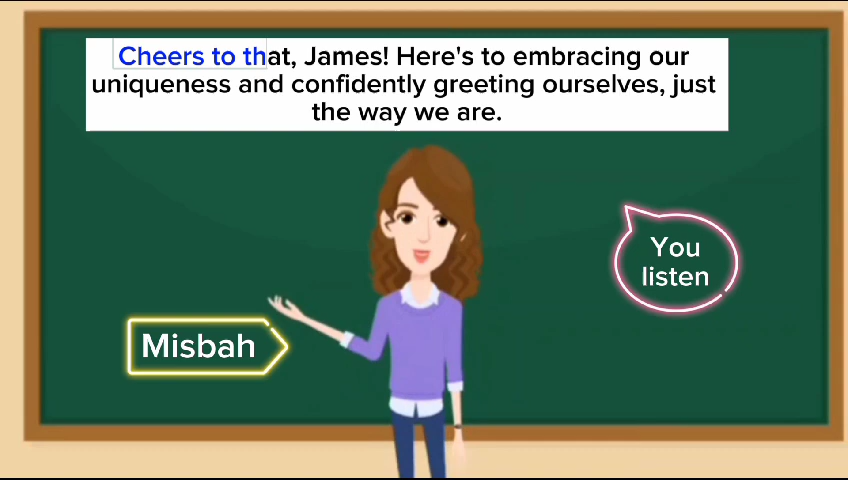 Cheers to that, James! Here's to embracing our
uniqueness and confidently greeting ourselves, just
the way we are.
You
listen
Misbah